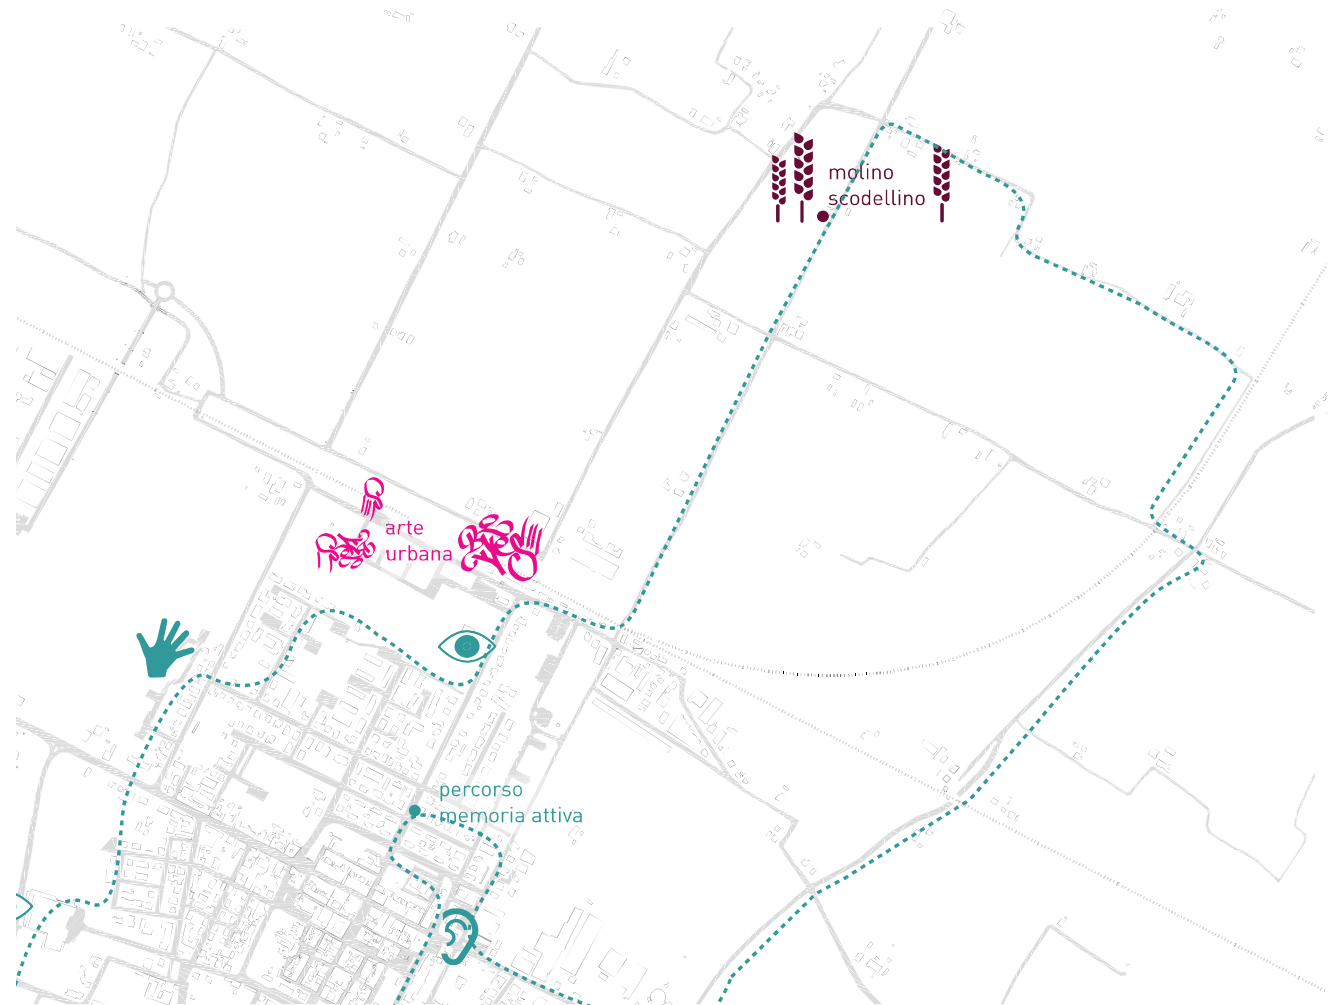 molino
scodellino
arte
urbana
percorso
memoria attiva